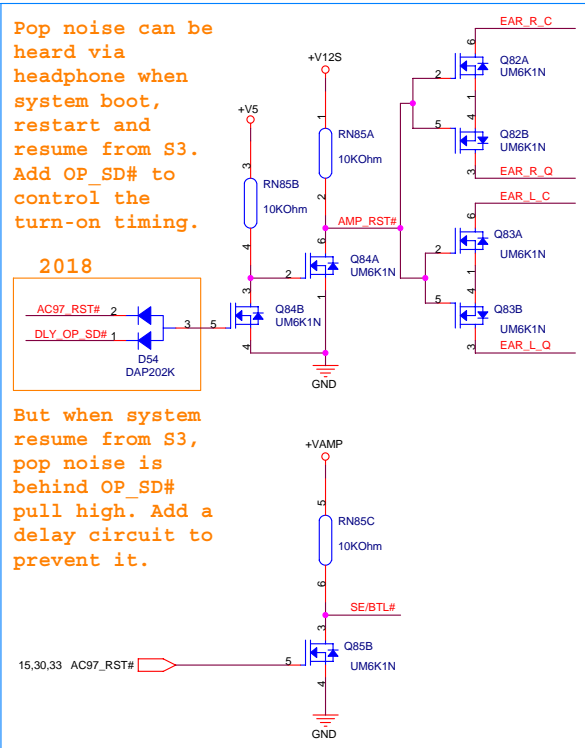 Pop noise can be
heard via
headphone when
system boot,
restart and
resume from S3.
Add OP_SD# to
control the
turn-on timing.
2018
AC97_RST# 2
DLY_OP_SD# 1
3
5
D54
DAP202K
+V5
3
RN85B
10KOhm
4
3
Q84B
UM6K1N
4
+V12S
1
RN85A
10KOhm
2
AMP_RST#
6
2
Q84A
UM6K1N
1
GND
EAR_R_C
6
2
Q82A
UM6K1N
1
4
5
Q82B
UM6K1N
3
EAR_R_Q
EAR_L_C
6
2
Q83A
UM6K1N
1
4
5
Q83B
UM6K1N
3
EAR_L_Q
But when system
resume from S3,
pop noise is
behind OP_SD#
pull high. Add a
delay circuit to
prevent it.
+VAMP
5
RN85C
10KOhm
6
SE/BTL#
3
Q85B
UM6K1N
15,30,33 AC97_RST#
5
4
GND